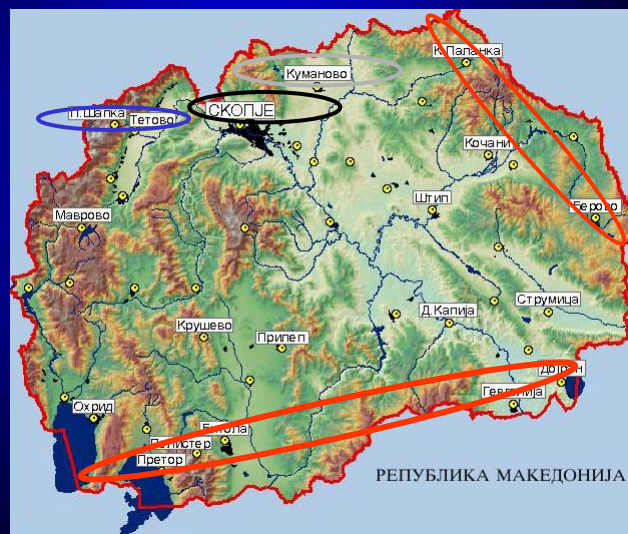 К.Паланка
Куманово
П.Шапка
СКОПЈЕ
Тетово
Кочани
Штип
Берово
Маврово
Струмица
Д.Капија
Крушево
Прилеп
Дојран
Гевгелија
Охрид
Битола
Полистер
Претор
РЕПУБЛИКА МАКЕДОНИЈА